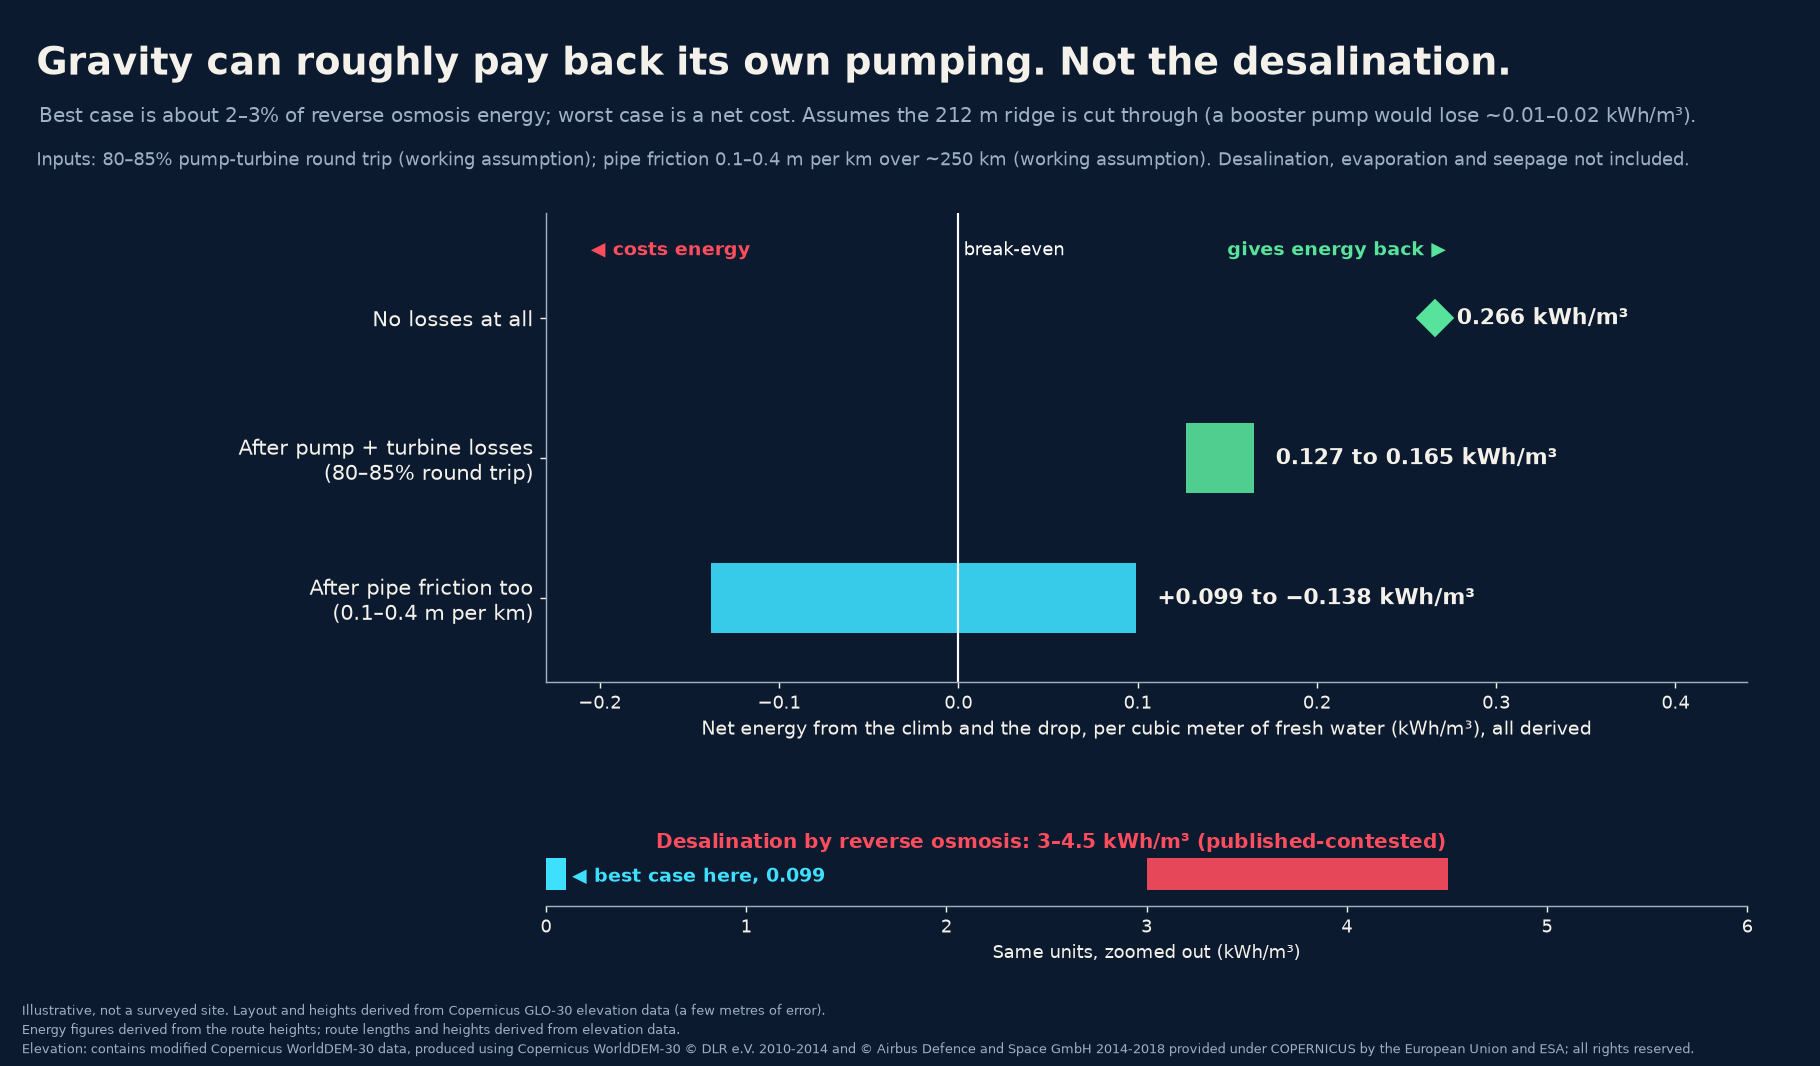 Gravity can roughly pay back its own pumping. Not the desalination.
Best case is about 2–3% of reverse osmosis energy; worst case is a net cost. Assumes the 212 m ridge is cut through (a booster pump would lose ~0.01–0.02 kWh/m³).
Inputs: 80–85% pump-turbine round trip (working assumption); pipe friction 0.1–0.4 m per km over ~250 km (working assumption). Desalination, evaporation and seepage not included.
◀ costs energy
break-even
gives energy back ▶
No losses at all
0.266 kWh/m³
After pump + turbine losses
(80–85% round trip)
0.127 to 0.165 kWh/m³
After pipe friction too
(0.1–0.4 m per km)
+0.099 to −0.138 kWh/m³
−0.2 −0.1 0.0 0.1 0.2 0.3 0.4
Net energy from the climb and the drop, per cubic meter of fresh water (kWh/m³), all derived
Desalination by reverse osmosis: 3–4.5 kWh/m³ (published-contested)
◀ best case here, 0.099
0 1 2 3 4 5 6
Same units, zoomed out (kWh/m³)
Illustrative, not a surveyed site. Layout and heights derived from Copernicus GLO-30 elevation data (a few metres of error).
Energy figures derived from the route heights; route lengths and heights derived from elevation data.
Elevation: contains modified Copernicus WorldDEM-30 data, produced using Copernicus WorldDEM-30 © DLR e.V. 2010-2014 and © Airbus Defence and Space GmbH 2014-2018 provided under COPERNICUS by the European Union and ESA; all rights reserved.